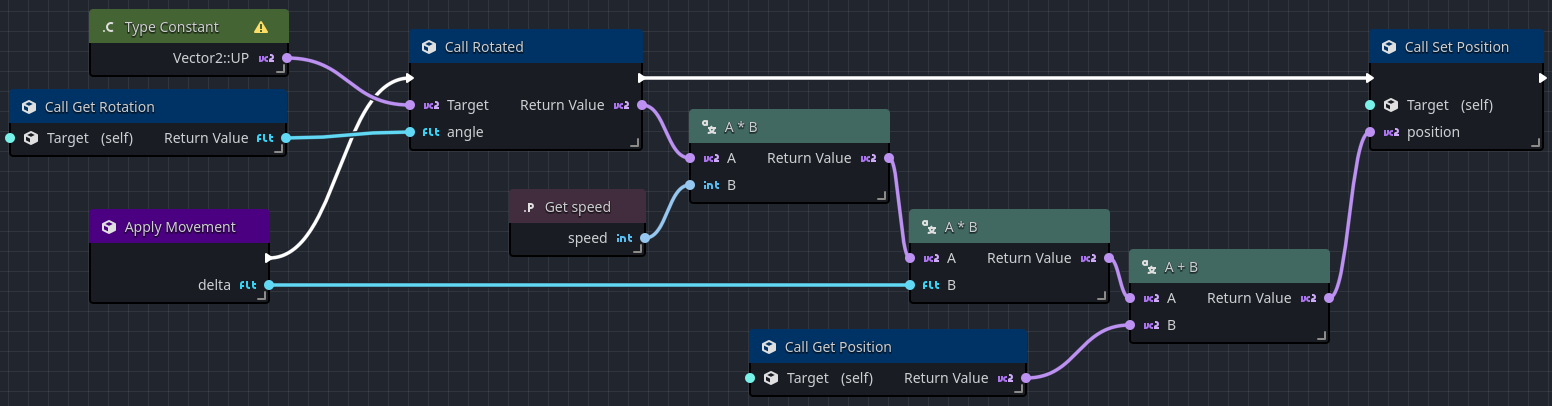 .C Type Constant
Vector2::UP vc2
Call Get Rotation
Target (self) Return Value flt
Call Rotated
vc2 Target Return Value vc2
flt angle
Apply Movement
delta flt
.P Get speed
speed int
A * B
vc2 A Return Value vc2
int B
A * B
vc2 A Return Value vc2
flt B
Call Get Position
Target (self) Return Value vc2
A + B
vc2 A Return Value vc2
vc2 B
Call Set Position
Target (self)
vc2 position